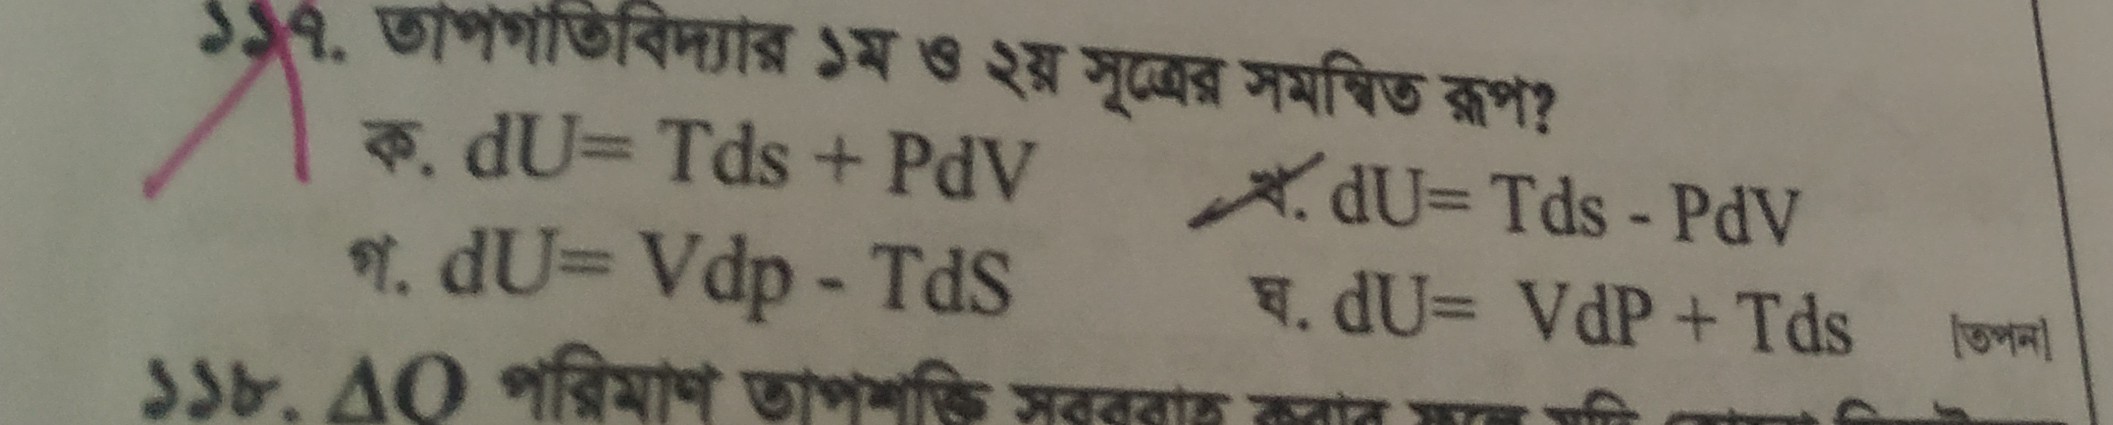 ১১৭. তাপগতিবিদ্যার ১ম ও ২য় সূত্রের সমন্বিত রূপ?
ক. dU= Tds + PdV খ. dU= Tds - PdV
গ. dU= Vdp - TdS ঘ. dU= VdP + Tds [তপন]
১১৮. ΔQ পরিমাণ তাপশক্তি সরবরাহ করার ফলে যদি